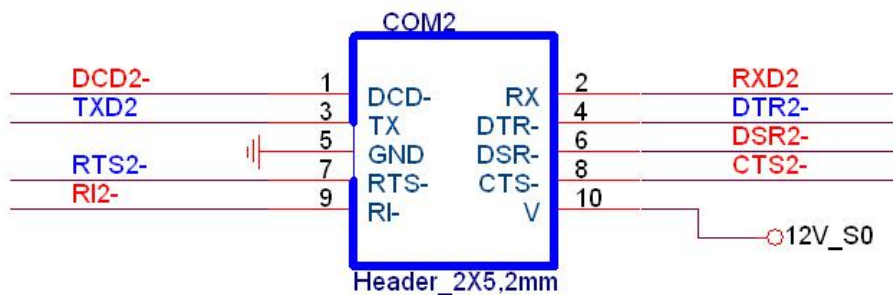 COM2
DCD2- 1 DCD- RX 2 RXD2
TXD2 3 TX DTR- 4 DTR2-
5 GND DSR- 6 DSR2-
RTS2- 7 RTS- CTS- 8 CTS2-
RI2- 9 RI- V 10
12V_S0
Header_2X5,2mm